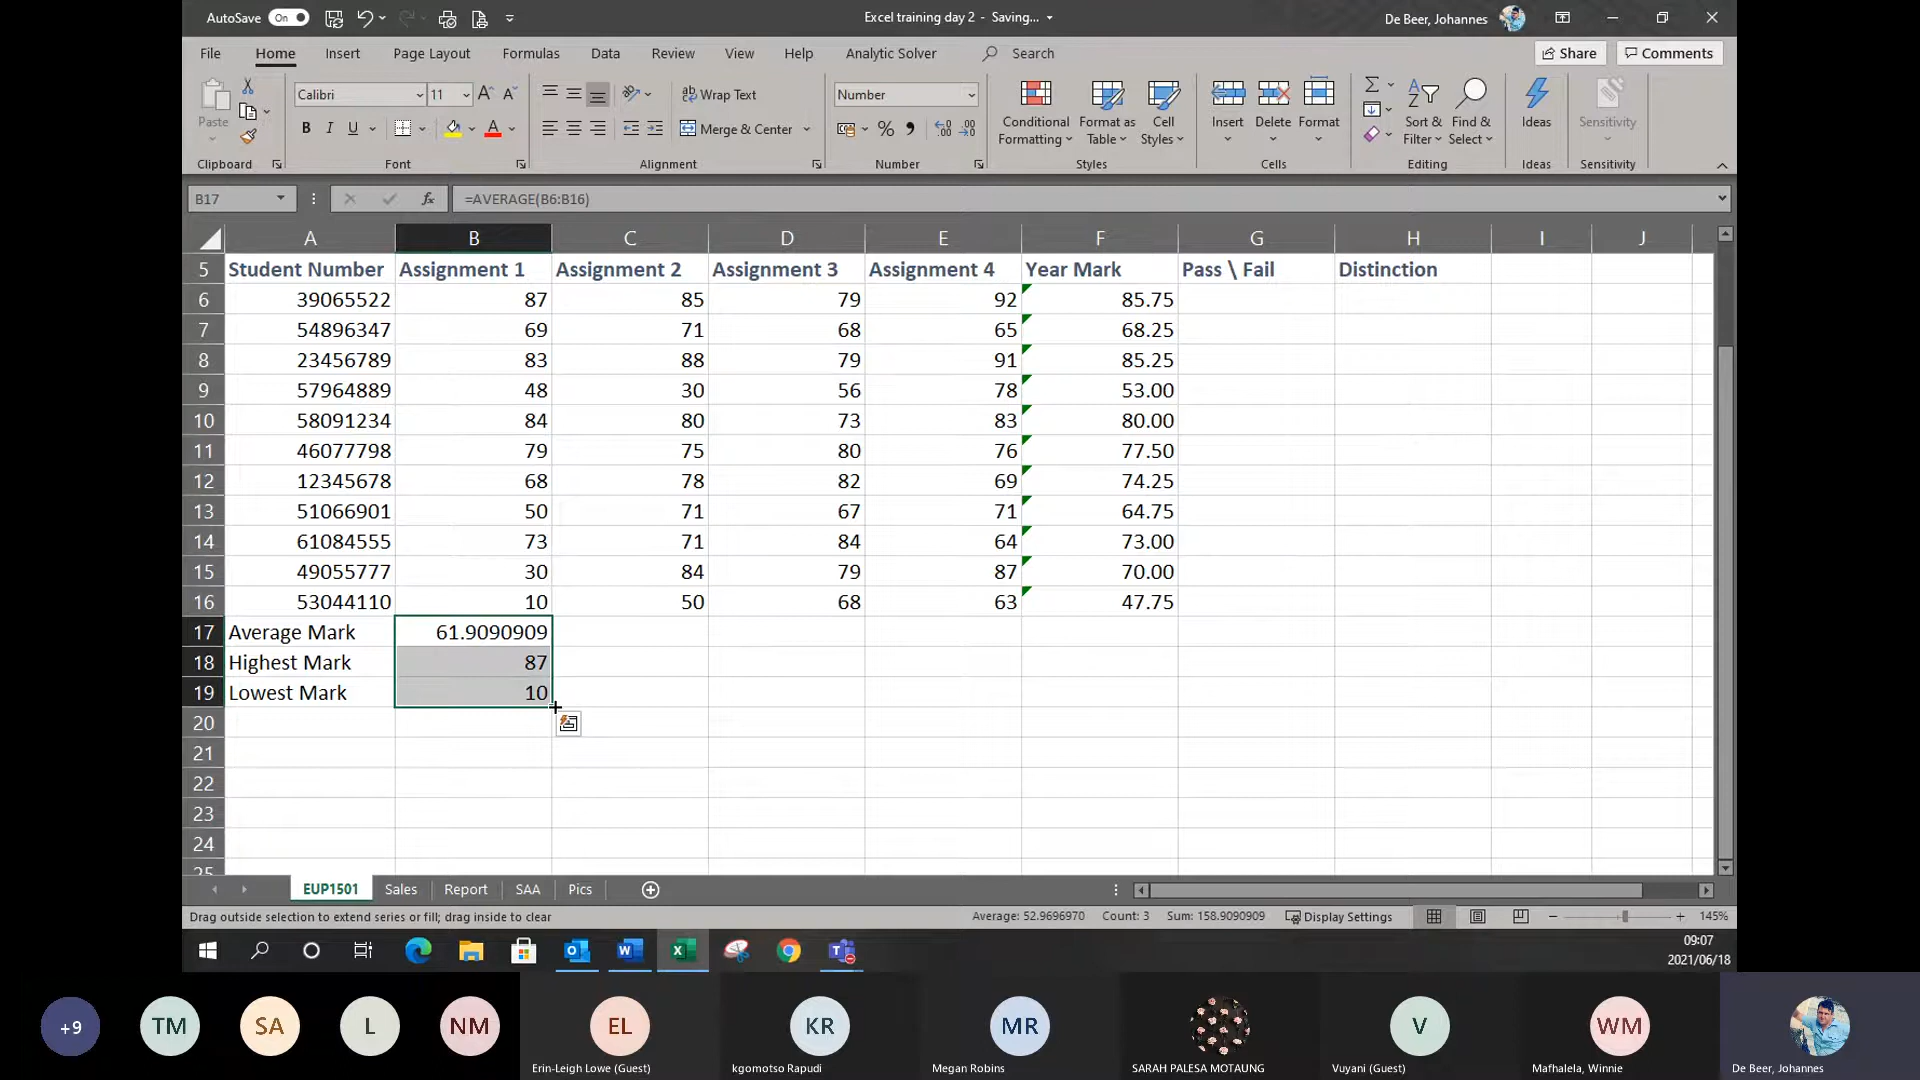 AutoSave On
Excel training day 2 - Saving...
De Beer, Johannes
File Home Insert Page Layout Formulas Data Review View Help Analytic Solver Search Share Comments
Paste
Clipboard
Calibri 11
B I U
Font
Wrap Text
Merge & Center
Alignment
Number
%
Number
Conditional Formatting
Format as Table
Cell Styles
Styles
Insert
Delete
Format
Cells
Sort & Filter
Find & Select
Editing
Ideas
Ideas
Sensitivity
Sensitivity
B17 fx =AVERAGE(B6:B16)
A B C D E F G H I J
5 Student Number Assignment 1 Assignment 2 Assignment 3 Assignment 4 Year Mark Pass \ Fail Distinction
6 39065522 87 85 79 92 85.75
7 54896347 69 71 68 65 68.25
8 23456789 83 88 79 91 85.25
9 57964889 48 30 56 78 53.00
10 58091234 84 80 73 83 80.00
11 46077798 79 75 80 76 77.50
12 12345678 68 78 82 69 74.25
13 51066901 50 71 67 71 64.75
14 61084555 73 71 84 64 73.00
15 49055777 30 84 79 87 70.00
16 53044110 10 50 68 63 47.75
17 Average Mark 61.9090909
18 Highest Mark 87
19 Lowest Mark 10
20
21
22
23
24
25
EUP1501 Sales Report SAA Pics
Drag outside selection to extend series or fill; drag inside to clear Average: 52.9696970 Count: 3 Sum: 158.9090909 Display Settings 145%
09:07
2021/06/18
+9 TM SA L NM EL KR MR V WM
Erin-Leigh Lowe (Guest) kgomotso Rapudi Megan Robins SARAH PALESA MOTAUNG Vuyani (Guest) Mafhalela, Winnie De Beer, Johannes